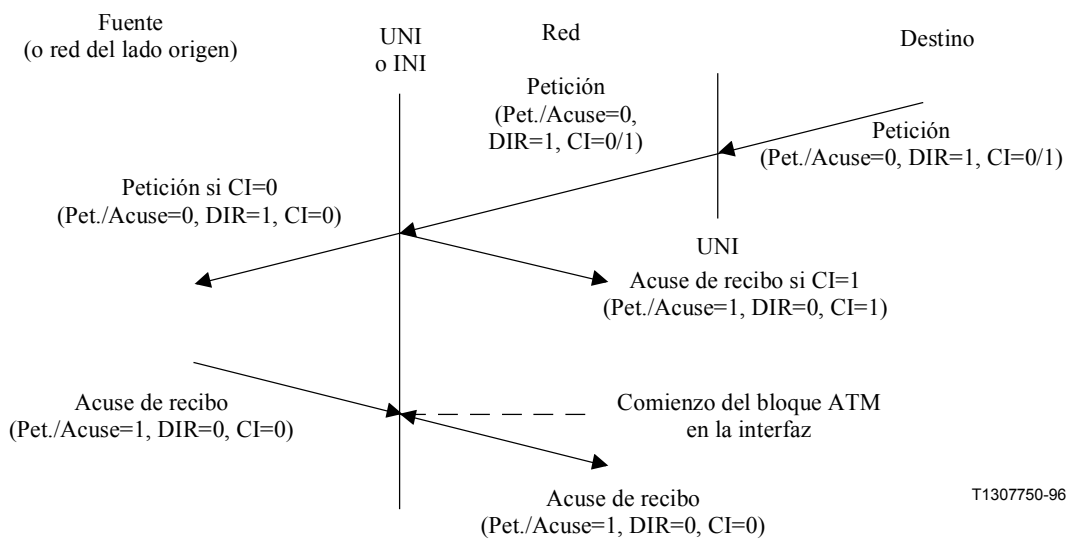 Fuente
(o red del lado origen)
UNI
o INI
Red
Destino
Petición
(Pet./Acuse=0,
DIR=1, CI=0/1)
Petición
(Pet./Acuse=0, DIR=1, CI=0/1)
Petición si CI=0
(Pet./Acuse=0, DIR=1, CI=0)
UNI
Acuse de recibo si CI=1
(Pet./Acuse=1, DIR=0, CI=1)
Acuse de recibo
(Pet./Acuse=1, DIR=0, CI=0)
Comienzo del bloque ATM
en la interfaz
Acuse de recibo
(Pet./Acuse=1, DIR=0, CI=0)
T1307750-96